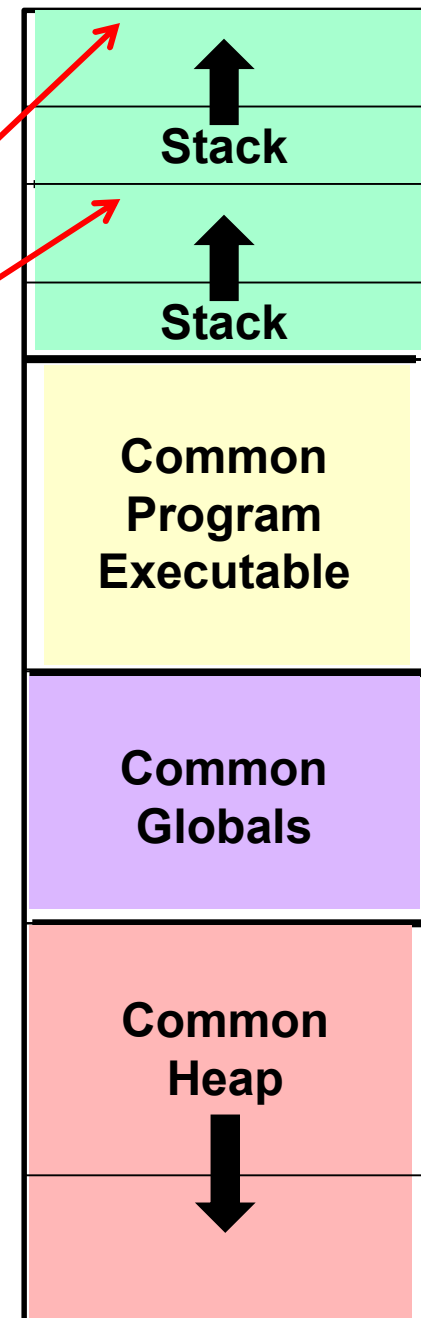 Stack
Stack
Common
Program
Executable
Common
Globals
Common
Heap